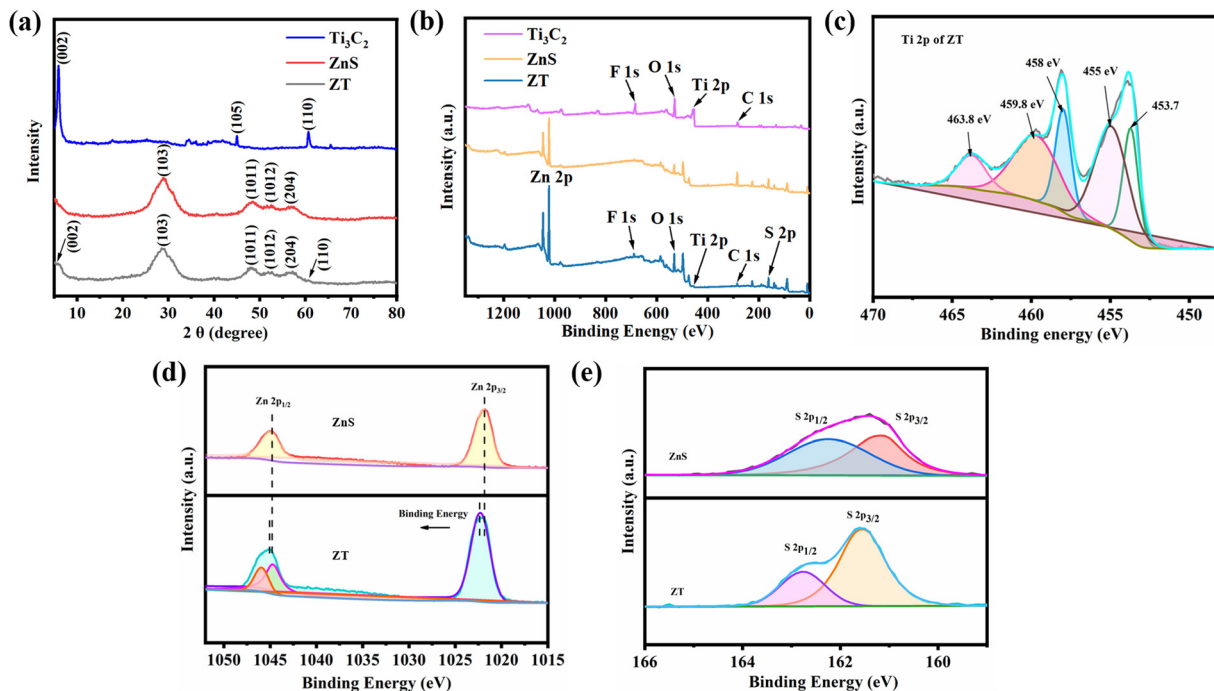 (a)
(002)
Ti₃C₂
ZnS
ZT
(105)
(110)
(103)
(1011)
(1012)
(204)
(002)
(103)
(1011)
(1012)
(204)
(110)
Intensity
0 10 20 30 40 50 60 70 80
2 θ (degree)
(b)
Ti₃C₂
ZnS
ZT
F 1s
O 1s
Ti 2p
C 1s
Zn 2p
F 1s
O 1s
Ti 2p
C 1s
S 2p
Intensity (a.u.)
1200 1000 800 600 400 200 0
Binding Enengy (eV)
(c)
Ti 2p of ZT
463.8 eV
459.8 eV
458 eV
455 eV
453.7
Intensity (a.u.)
470 465 460 455 450
Binding energy (eV)
(d)
Zn 2p₁/₂
Zn 2p₃/₂
ZnS
Binding Energy
ZT
Intensity (a.u.)
1050 1045 1040 1035 1030 1025 1020 1015
Binding Energy (eV)
(e)
S 2p₁/₂
S 2p₃/₂
ZnS
S 2p₁/₂
S 2p₃/₂
ZT
Intensity (a.u.)
166 164 162 160
Binding Energy (eV)